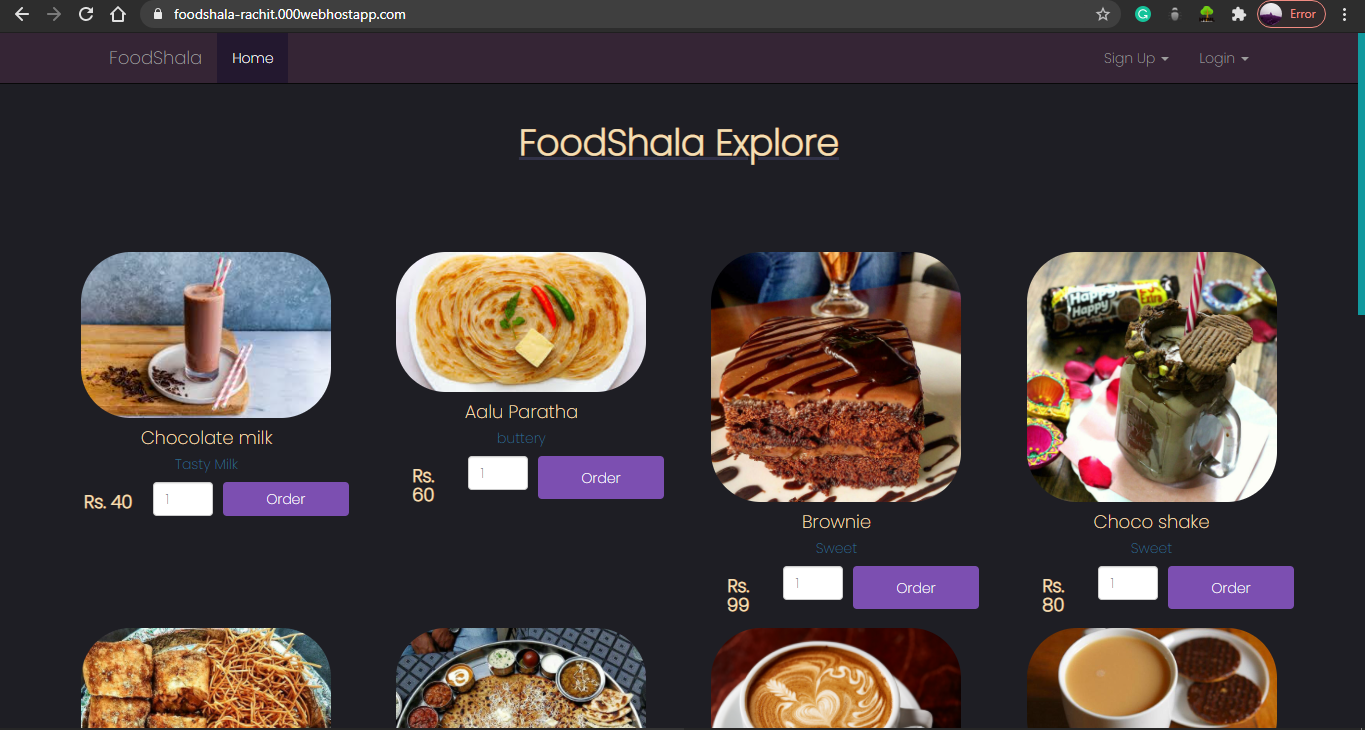 foodshala-rachit.000webhostapp.com
Error
FoodShala
Home
Sign Up
Login
FoodShala Explore
Happy
Happy
Extra
Chocolate milk
Tasty Milk
Rs. 40
1
Order
Aalu Paratha
buttery
Rs.
60
1
Order
Brownie
Sweet
Rs.
99
1
Order
Choco shake
Sweet
Rs.
80
1
Order